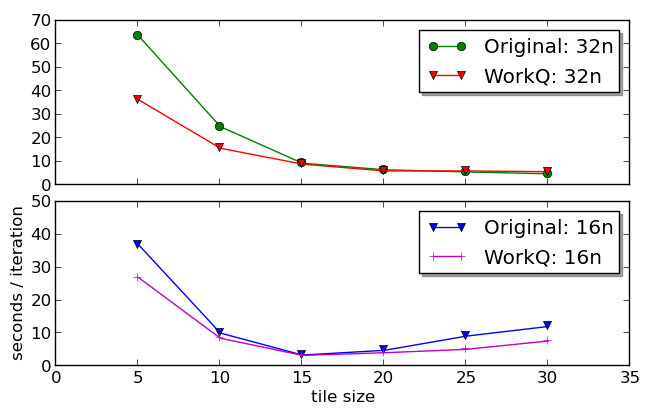 70
60
50
40
30
20
10
0
Original: 32n
WorkQ: 32n
50
40
30
20
10
0
seconds / iteration
Original: 16n
WorkQ: 16n
0 5 10 15 20 25 30 35
tile size